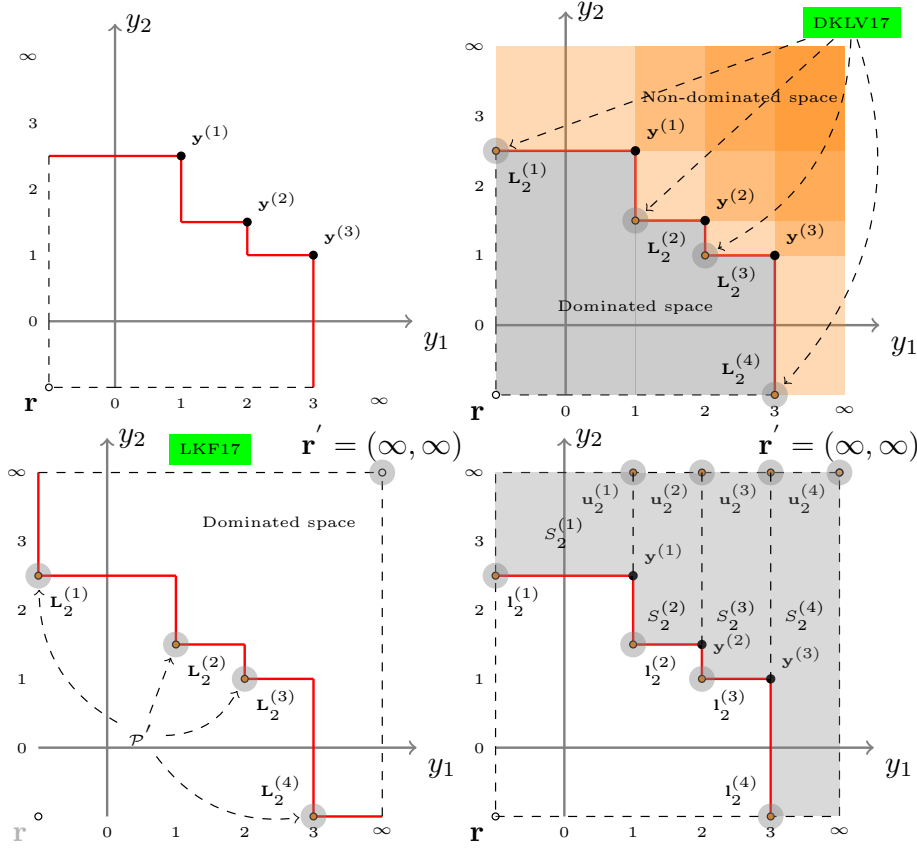 y₂
∞
3
2
1
0
y^(1)
y^(2)
y^(3)
y₁
r
0 1 2 3 ∞
DKLV17
y₂
∞
3
2
1
0
Non-dominated space
y^(1)
L₂^(1)
y^(2)
L₂^(2)
y^(3)
L₂^(3)
Dominated space
L₂^(4)
y₁
r
0 1 2 3 ∞
y₂
LKF17
r′ = (∞, ∞)
∞
3
2
1
0
Dominated space
L₂^(1)
L₂^(2)
L₂^(3)
𝒫
L₂^(4)
y₁
r
0 1 2 3 ∞
y₂
r′ = (∞, ∞)
∞
3
2
1
0
u₂^(1) u₂^(2) u₂^(3) u₂^(4)
S₂^(1)
y^(1)
l₂^(1)
S₂^(2) S₂^(3) S₂^(4)
y^(2)
y^(3)
l₂^(2)
l₂^(3)
l₂^(4)
y₁
r
0 1 2 3 ∞